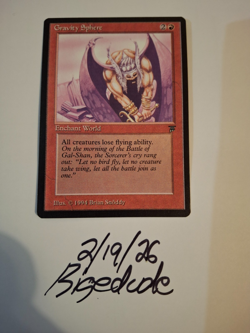 Gravity Sphere
Enchant World
All creatures lose flying ability.
On the morning of the Battle of
Gal-Shan, the Sorcerer's cry rang
out: "Let no bird fly, let no creature
take wing, let all the battle join as
one."
Illus. © 1994 Brian Snõddy
2/19/26